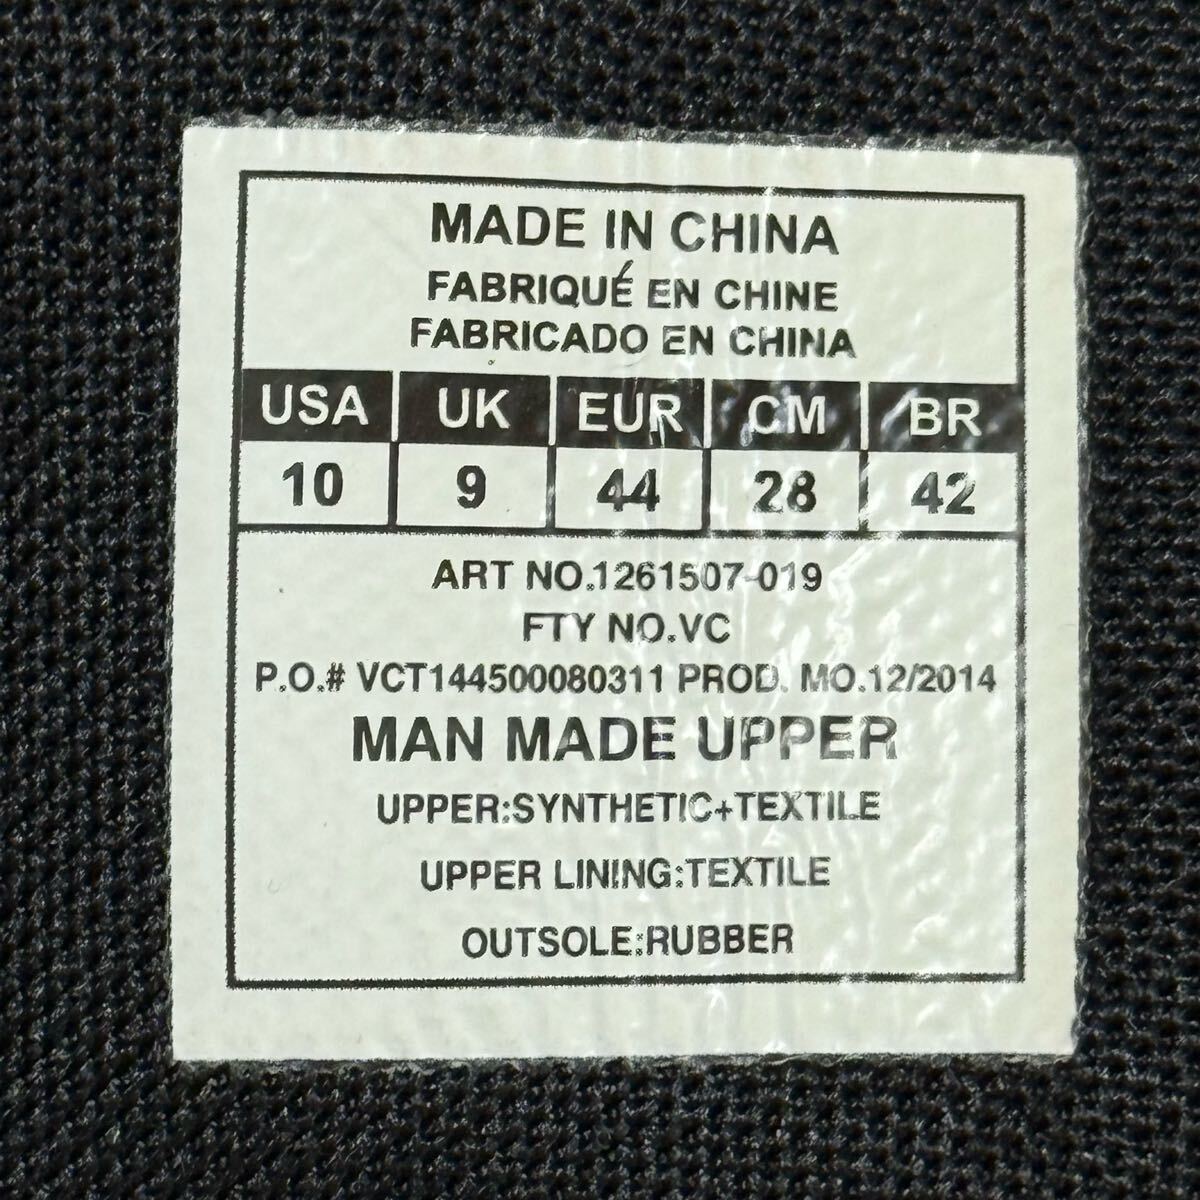 MADE IN CHINA
FABRIQUÉ EN CHINE
FABRICADO EN CHINA
USA UK EUR CM BR
10 9 44 28 42
ART NO.1261507-019
FTY NO.VC
P.O.# VCT144500080311 PROD. MO.12/2014
MAN MADE UPPER
UPPER:SYNTHETIC+TEXTILE
UPPER LINING:TEXTILE
OUTSOLE:RUBBER